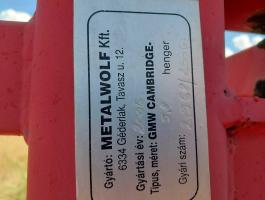 Gyártó: METALWOLF Kft.
6334 Géderlak, Tavasz u. 12.
Gyártási év:
Típus, méret: GMW CAMBRIDGE-
henger
Gyári szám: